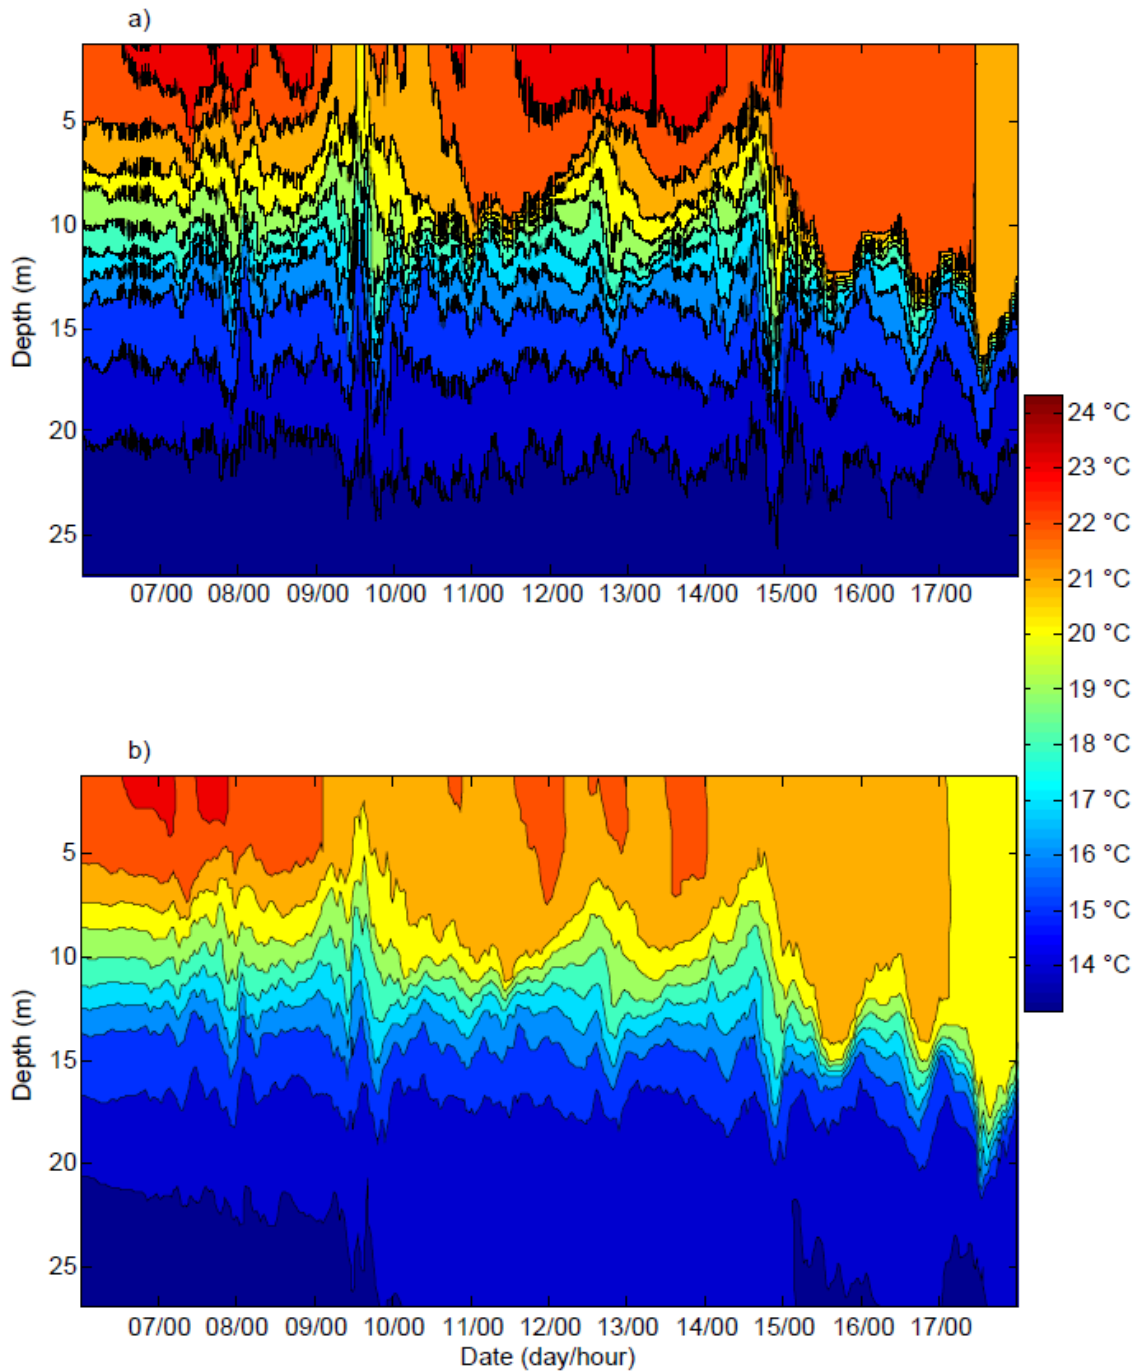 a)
5
10
15
20
25
Depth (m)
07/00 08/00 09/00 10/00 11/00 12/00 13/00 14/00 15/00 16/00 17/00
24 °C
23 °C
22 °C
21 °C
20 °C
19 °C
18 °C
17 °C
16 °C
15 °C
14 °C
b)
5
10
15
20
25
Depth (m)
07/00 08/00 09/00 10/00 11/00 12/00 13/00 14/00 15/00 16/00 17/00
Date (day/hour)